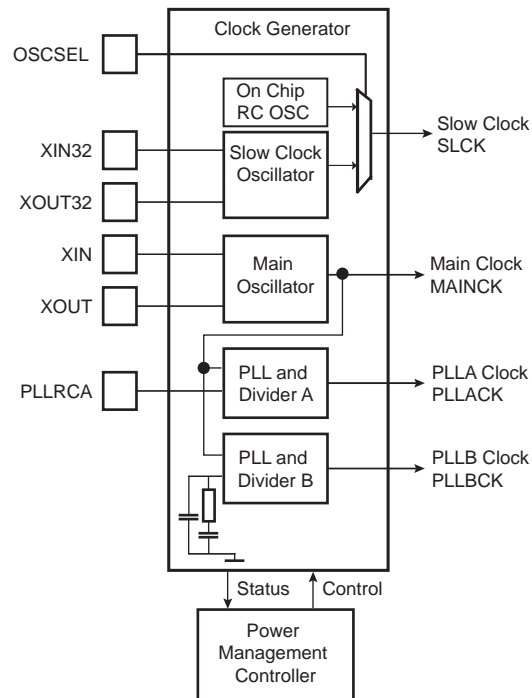 Clock Generator
OSCSEL
On Chip
RC OSC
Slow Clock
SLCK
XIN32
Slow Clock
Oscillator
XOUT32
XIN
Main
Oscillator
Main Clock
MAINCK
XOUT
PLLRCA
PLL and
Divider A
PLLA Clock
PLLACK
PLL and
Divider B
PLLB Clock
PLLBCK
Status
Control
Power
Management
Controller